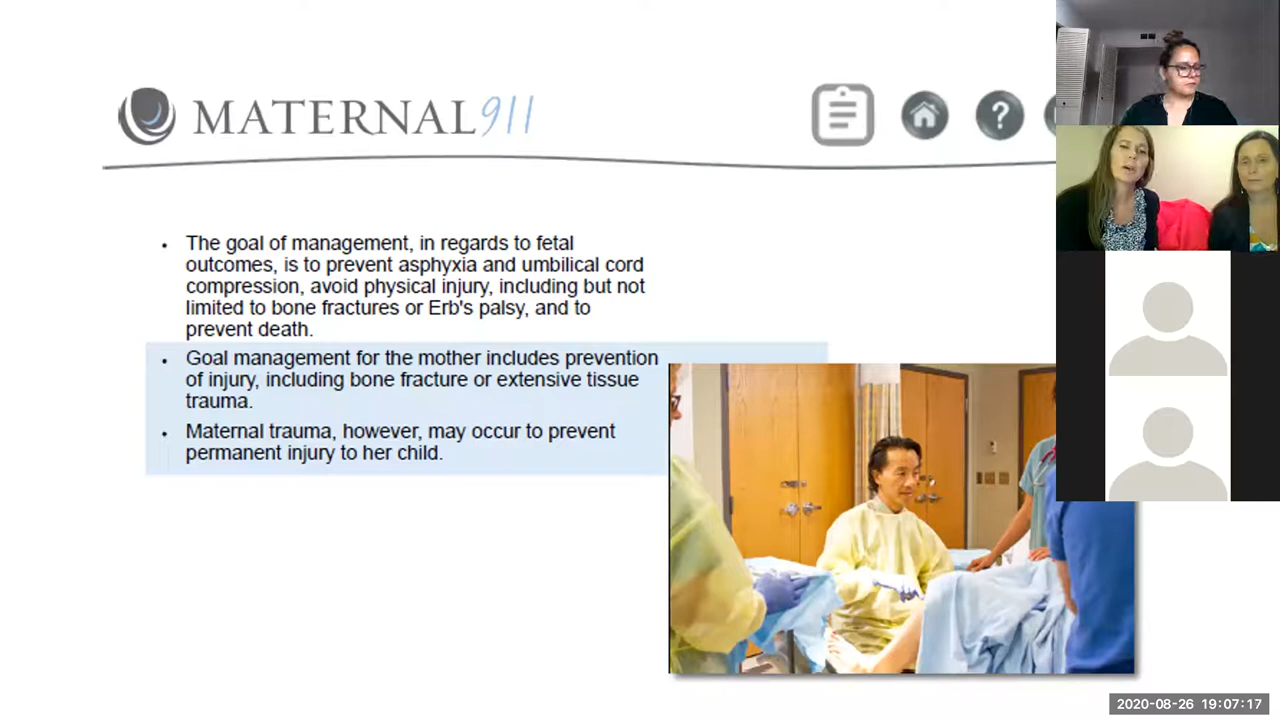 MATERNAL911
?
• The goal of management, in regards to fetal
outcomes, is to prevent asphyxia and umbilical cord
compression, avoid physical injury, including but not
limited to bone fractures or Erb's palsy, and to
prevent death.
• Goal management for the mother includes prevention
of injury, including bone fracture or extensive tissue
trauma.
• Maternal trauma, however, may occur to prevent
permanent injury to her child.
2020-08-26 19:07:17